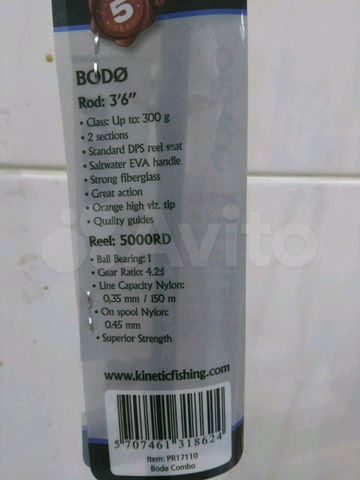 5
YEAR
BODØ
Rod: 3'6"
• Class: Up to: 300 g
• 2 sections
• Standard DPS reel seat
• Saltwater EVA handle
• Strong fiberglass
• Great action
• Orange high viz. tip
• Quality guides
Reel: 5000RD
• Ball Bearing: 1
• Gear Ratio: 4.2:1
• Line Capacity Nylon:
0,35 mm / 150 m
• On spool Nylon:
0.45 mm
• Superior Strength
www.kineticfishing.com
5 707461 318624
Item: PR17110
Bodø Combo
Avito